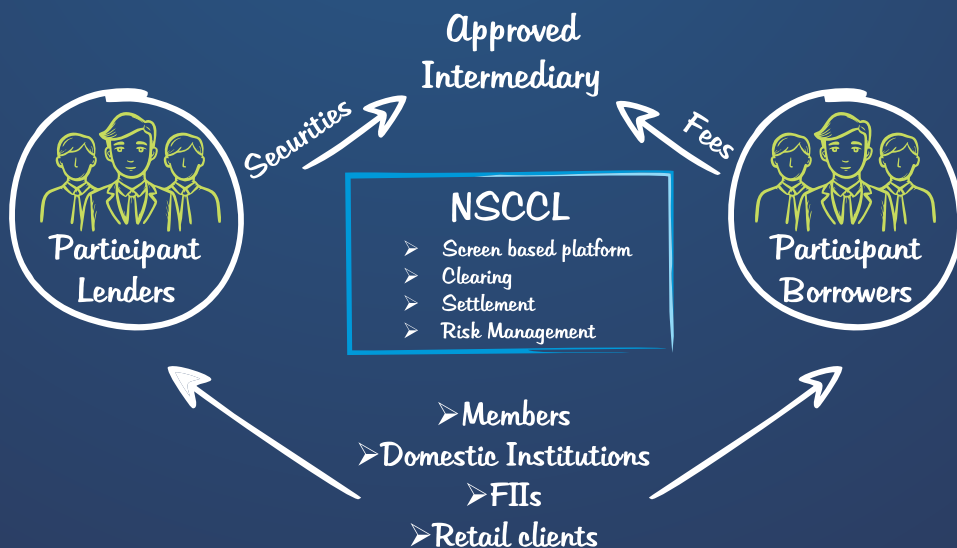 Approved
Intermediary
Securities
Fees
Participant
Lenders
NSCCL
➢ Screen based platform
➢ Clearing
➢ Settlement
➢ Risk Management
Participant
Borrowers
➢Members
➢Domestic Institutions
➢FIIs
➢Retail clients